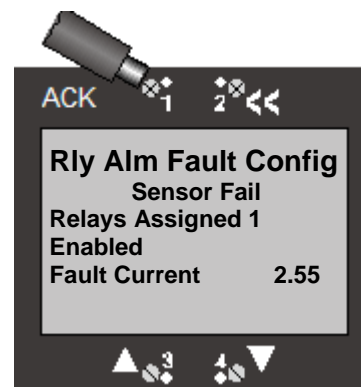 ACK 1 2 <<
Rly Alm Fault Config
Sensor Fail
Relays Assigned 1
Enabled
Fault Current 2.55
3 4